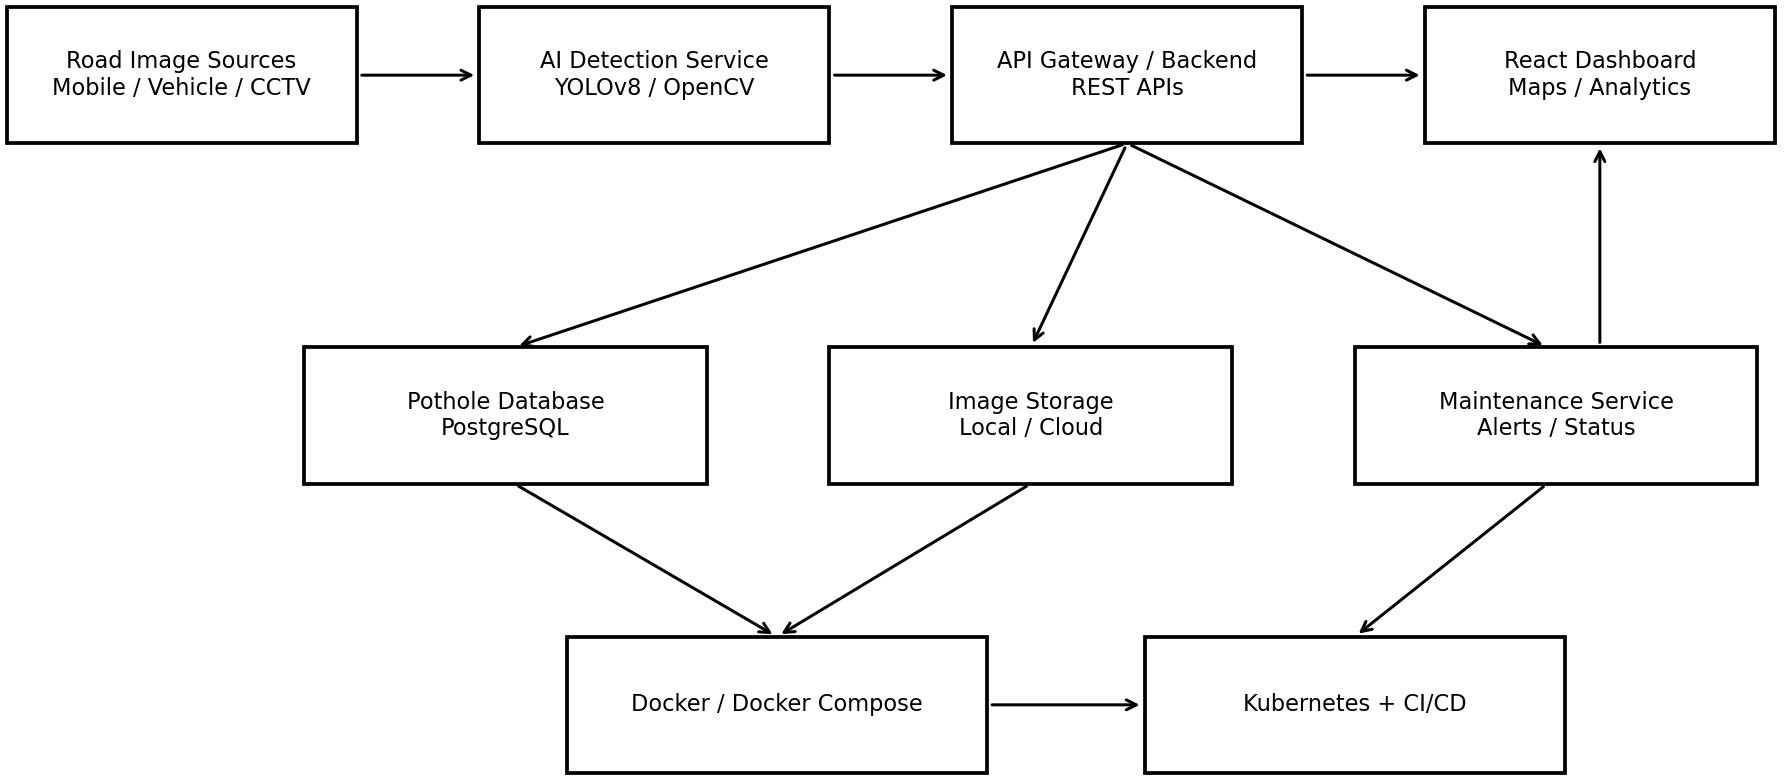 Road Image Sources
Mobile / Vehicle / CCTV
AI Detection Service
YOLOv8 / OpenCV
API Gateway / Backend
REST APIs
React Dashboard
Maps / Analytics
Pothole Database
PostgreSQL
Image Storage
Local / Cloud
Maintenance Service
Alerts / Status
Docker / Docker Compose
Kubernetes + CI/CD